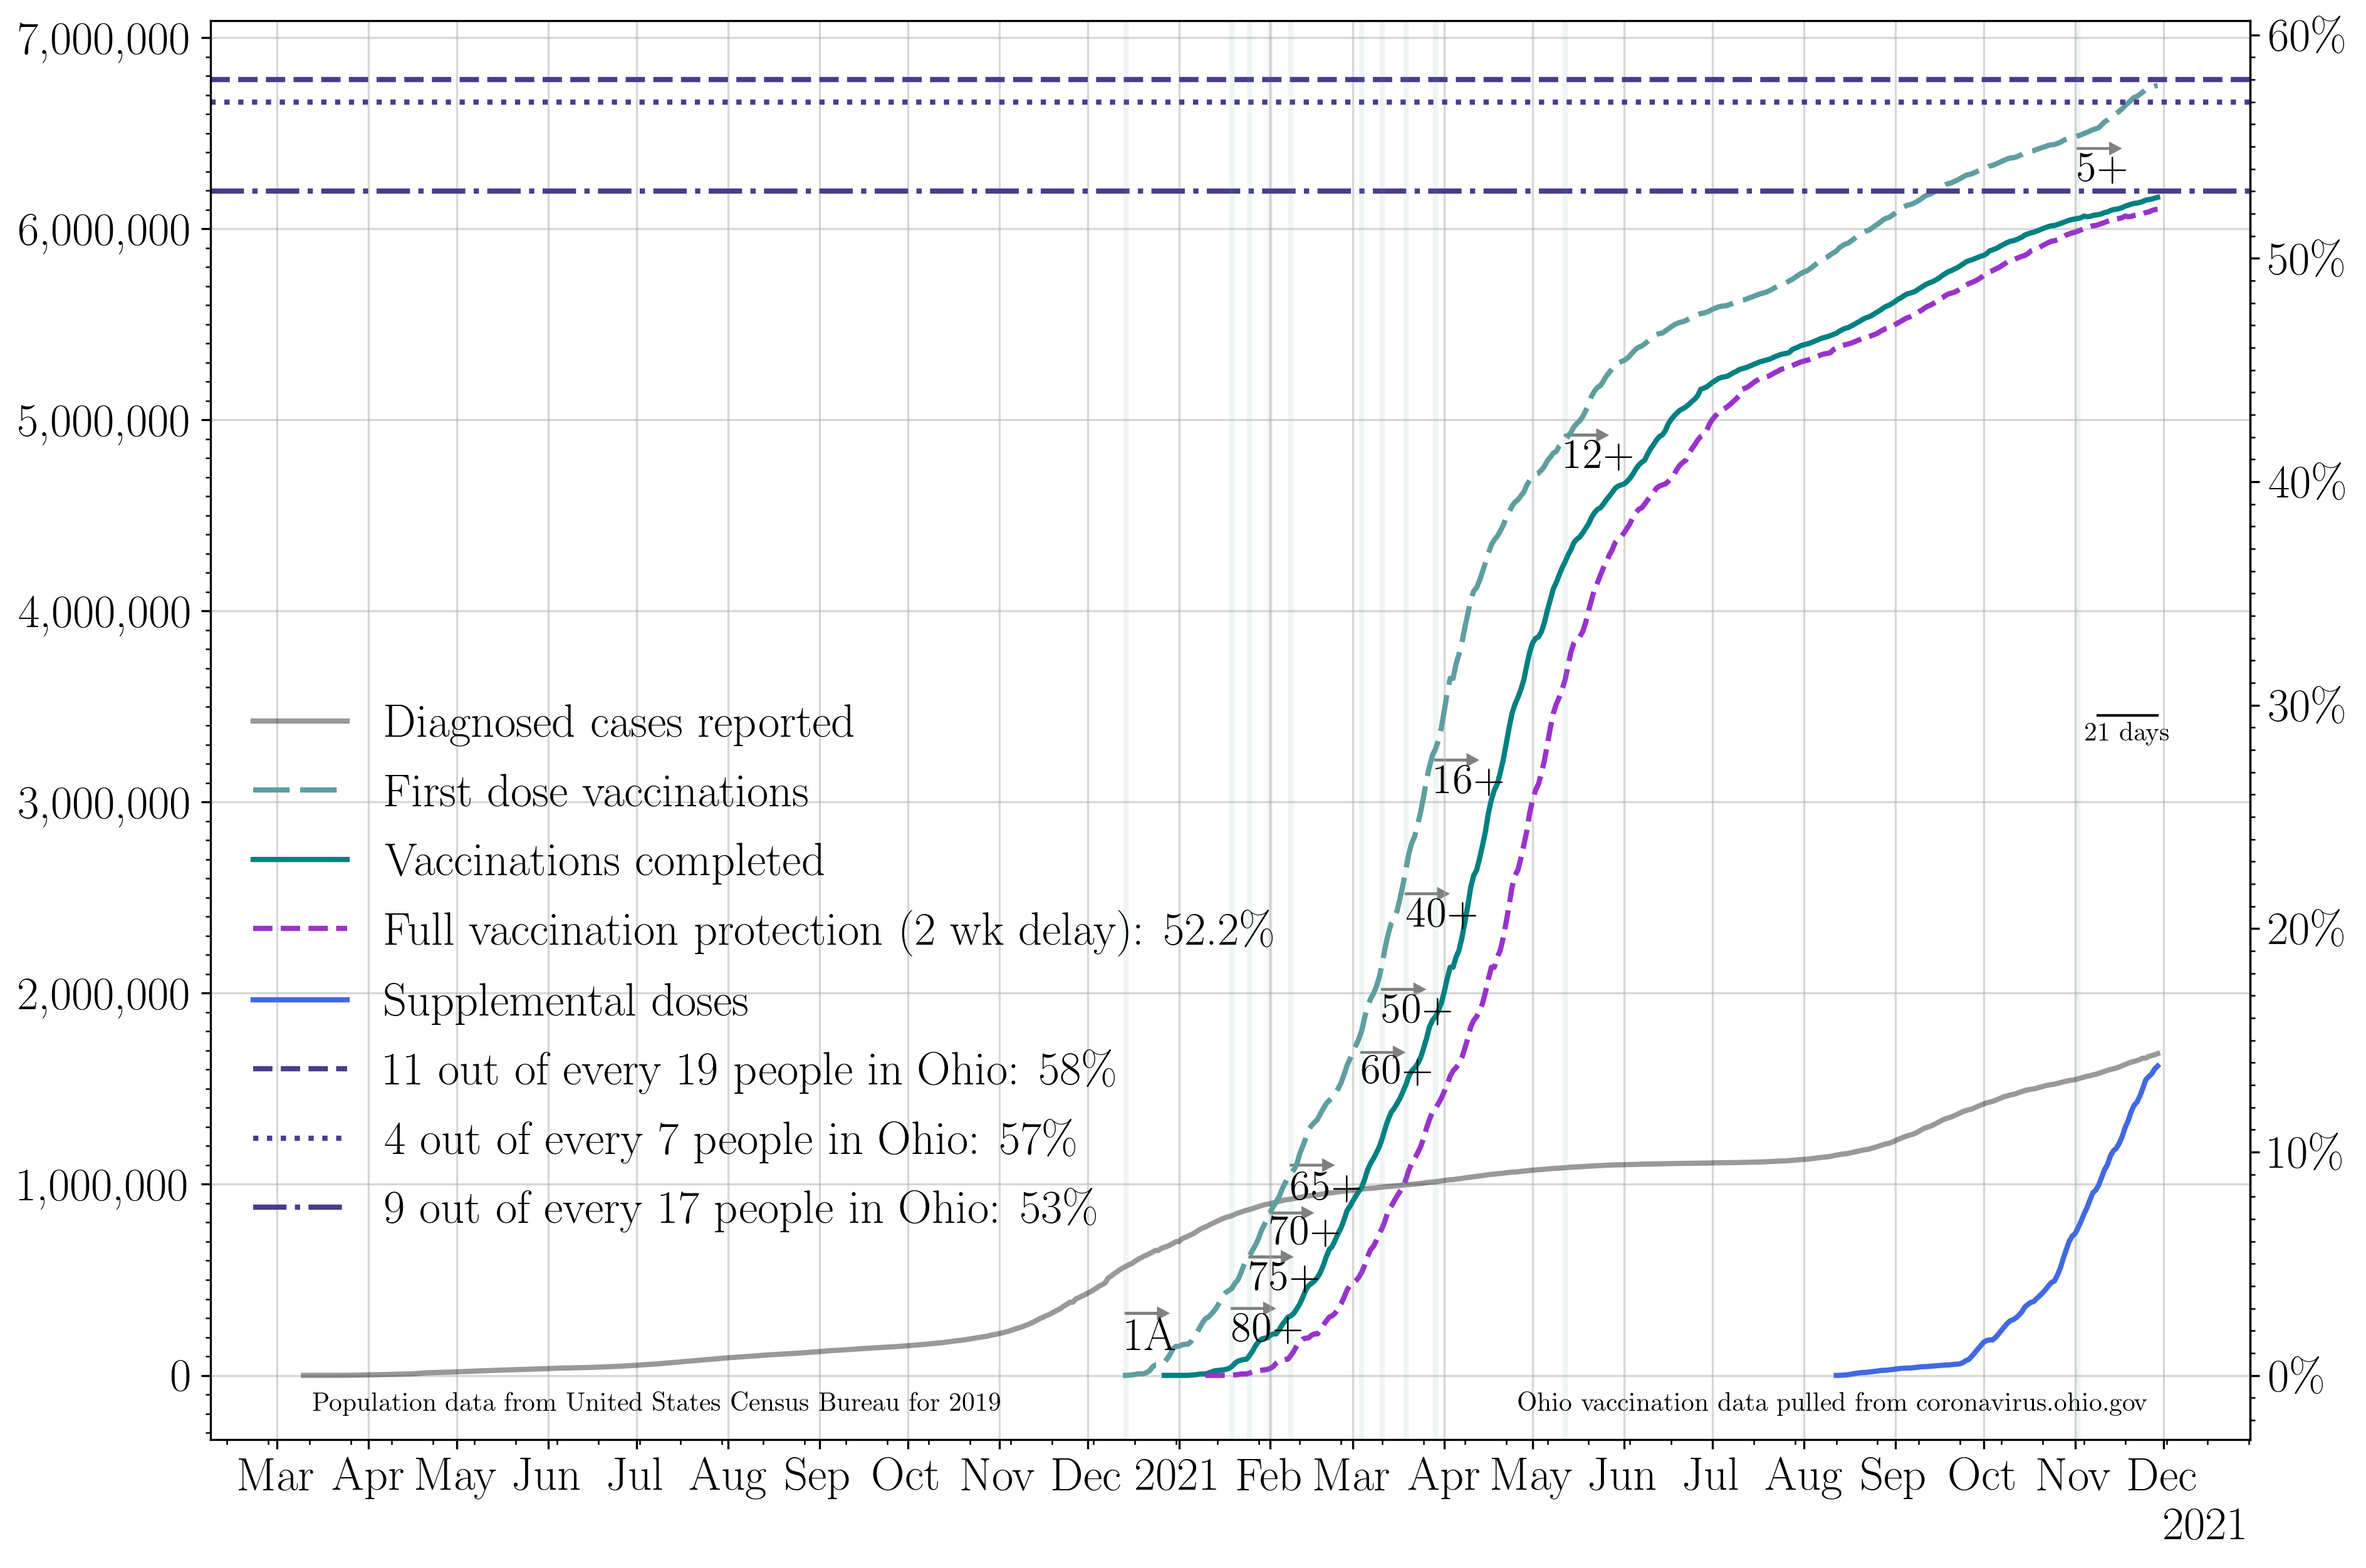 7,000,000
6,000,000
5,000,000
4,000,000
3,000,000
2,000,000
1,000,000
0
60%
50%
40%
30%
20%
10%
0%
5+
12+
16+
40+
50+
60+
65+
70+
75+
80+
1A
21 days
Diagnosed cases reported
First dose vaccinations
Vaccinations completed
Full vaccination protection (2 wk delay): 52.2%
Supplemental doses
11 out of every 19 people in Ohio: 58%
4 out of every 7 people in Ohio: 57%
9 out of every 17 people in Ohio: 53%
Population data from United States Census Bureau for 2019
Ohio vaccination data pulled from coronavirus.ohio.gov
Mar Apr May Jun Jul Aug Sep Oct Nov Dec 2021 Feb Mar Apr May Jun Jul Aug Sep Oct Nov Dec
2021